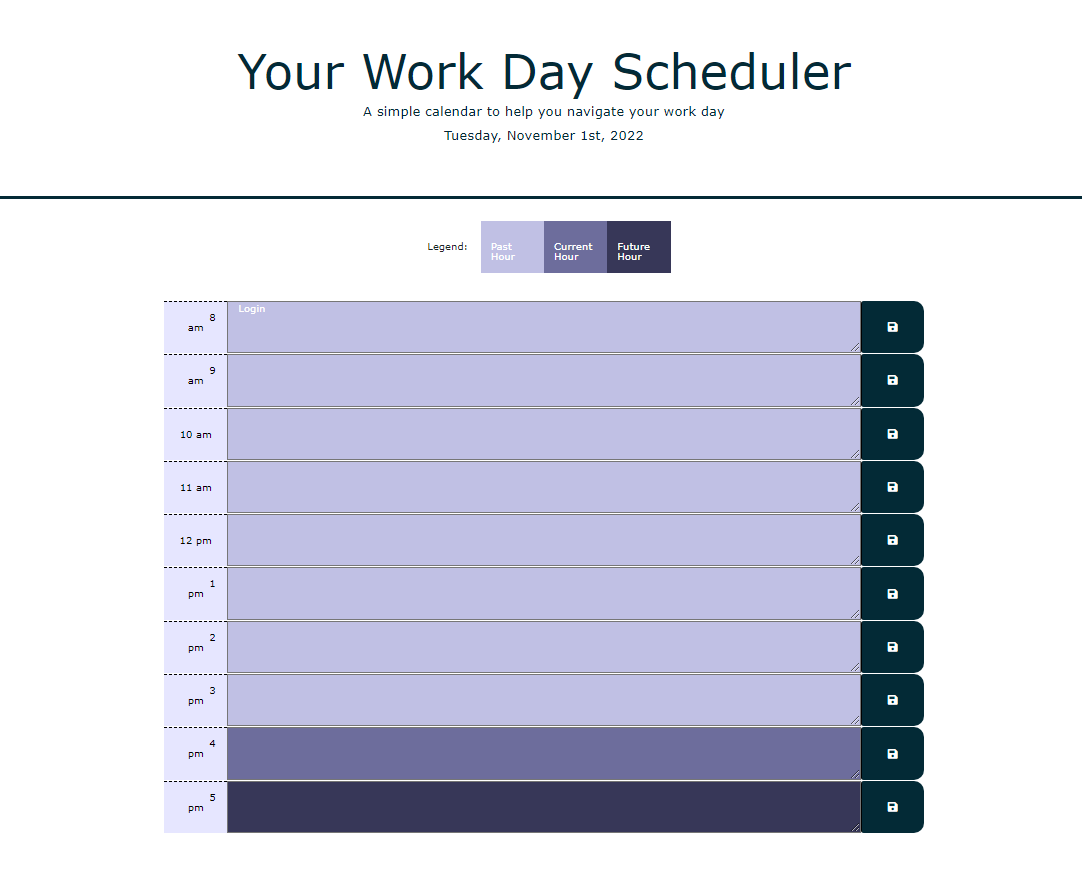 Your Work Day Scheduler
A simple calendar to help you navigate your work day
Tuesday, November 1st, 2022
Legend:
Past
Hour
Current
Hour
Future
Hour
8
am
Login
9
am
10 am
11 am
12 pm
1
pm
2
pm
3
pm
4
pm
5
pm